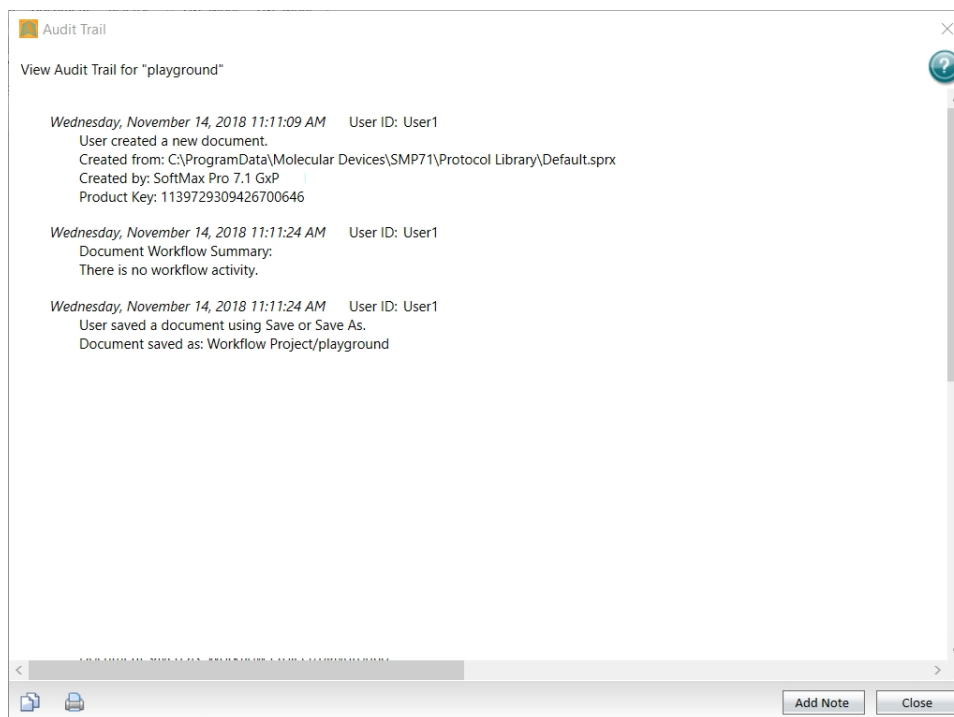 Audit Trail
View Audit Trail for "playground"
Wednesday, November 14, 2018 11:11:09 AM User ID: User1
User created a new document.
Created from: C:\ProgramData\Molecular Devices\SMP71\Protocol Library\Default.sprx
Created by: SoftMax Pro 7.1 GxP
Product Key: 1139729309426700646
Wednesday, November 14, 2018 11:11:24 AM User ID: User1
Document Workflow Summary:
There is no workflow activity.
Wednesday, November 14, 2018 11:11:24 AM User ID: User1
User saved a document using Save or Save As.
Document saved as: Workflow Project/playground
Add Note
Close